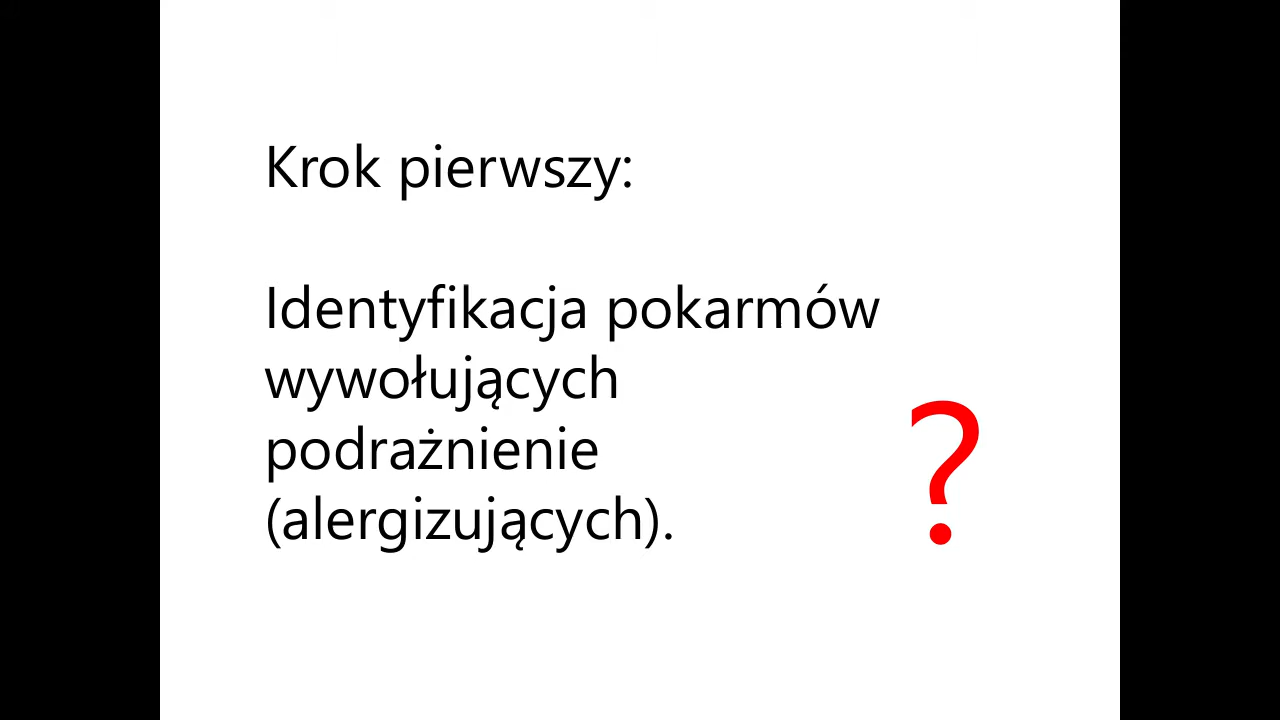 Krok pierwszy:
Identyfikacja pokarmów
wywołujących
podrażnienie
(alergizujących).
?